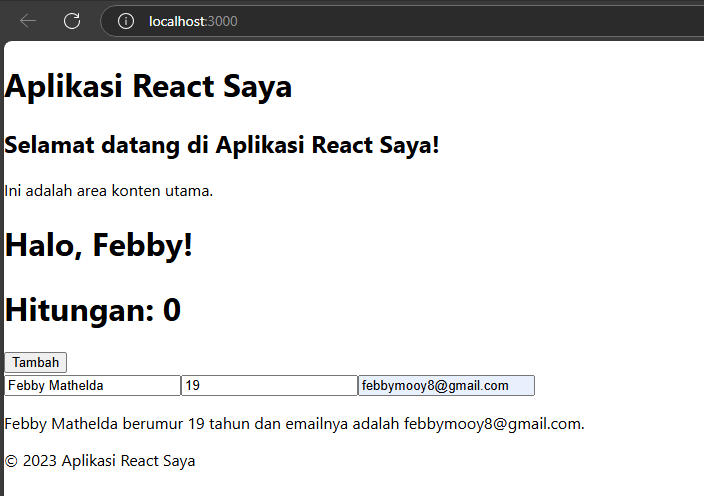 localhost:3000
Aplikasi React Saya
Selamat datang di Aplikasi React Saya!
Ini adalah area konten utama.
Halo, Febby!
Hitungan: 0
Tambah
Febby Mathelda 19 febbymooy8@gmail.com
Febby Mathelda berumur 19 tahun dan emailnya adalah febbymooy8@gmail.com.
© 2023 Aplikasi React Saya